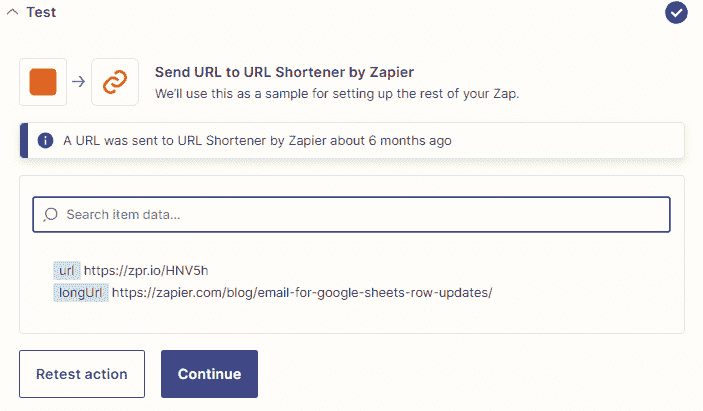 Test
Send URL to URL Shortener by Zapier
We'll use this as a sample for setting up the rest of your Zap.
A URL was sent to URL Shortener by Zapier about 6 months ago
Search item data...
url https://zpr.io/HNV5h
longUrl https://zapier.com/blog/email-for-google-sheets-row-updates/
Retest action
Continue